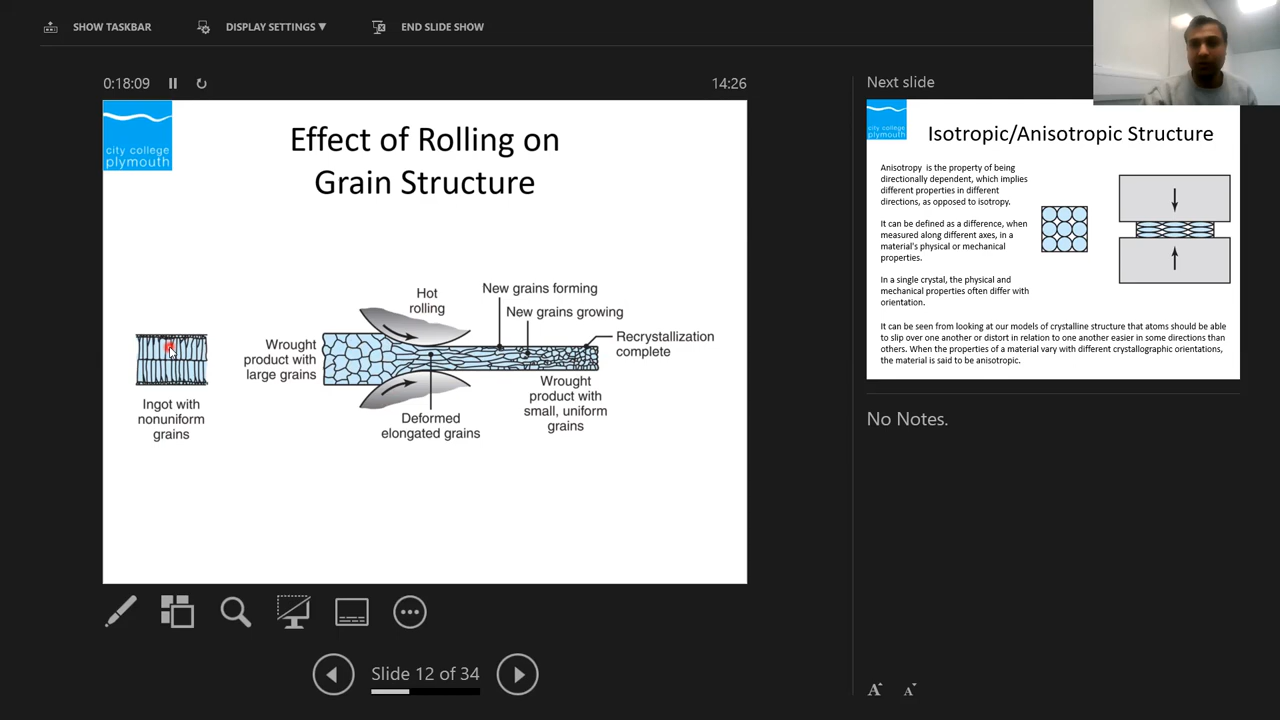 SHOW TASKBAR
DISPLAY SETTINGS ▼
END SLIDE SHOW
0:18:09
14:26
city college
plymouth
Effect of Rolling on
Grain Structure
Ingot with
nonuniform
grains
Wrought
product with
large grains
Hot
rolling
Deformed
elongated grains
New grains forming
New grains growing
Recrystallization
complete
Wrought
product with
small, uniform
grains
Slide 12 of 34
Next slide
city college
plymouth
Isotropic/Anisotropic Structure
Anisotropy is the property of being
directionally dependent, which implies
different properties in different
directions, as opposed to isotropy.
It can be defined as a difference, when
measured along different axes, in a
material's physical or mechanical
properties.
In a single crystal, the physical and
mechanical properties often differ with
orientation.
It can be seen from looking at our models of crystalline structure that atoms should be able
to slip over one another or distort in relation to one another easier in some directions than
others. When the properties of a material vary with different crystallographic orientations,
the material is said to be anisotropic.
No Notes.
A A